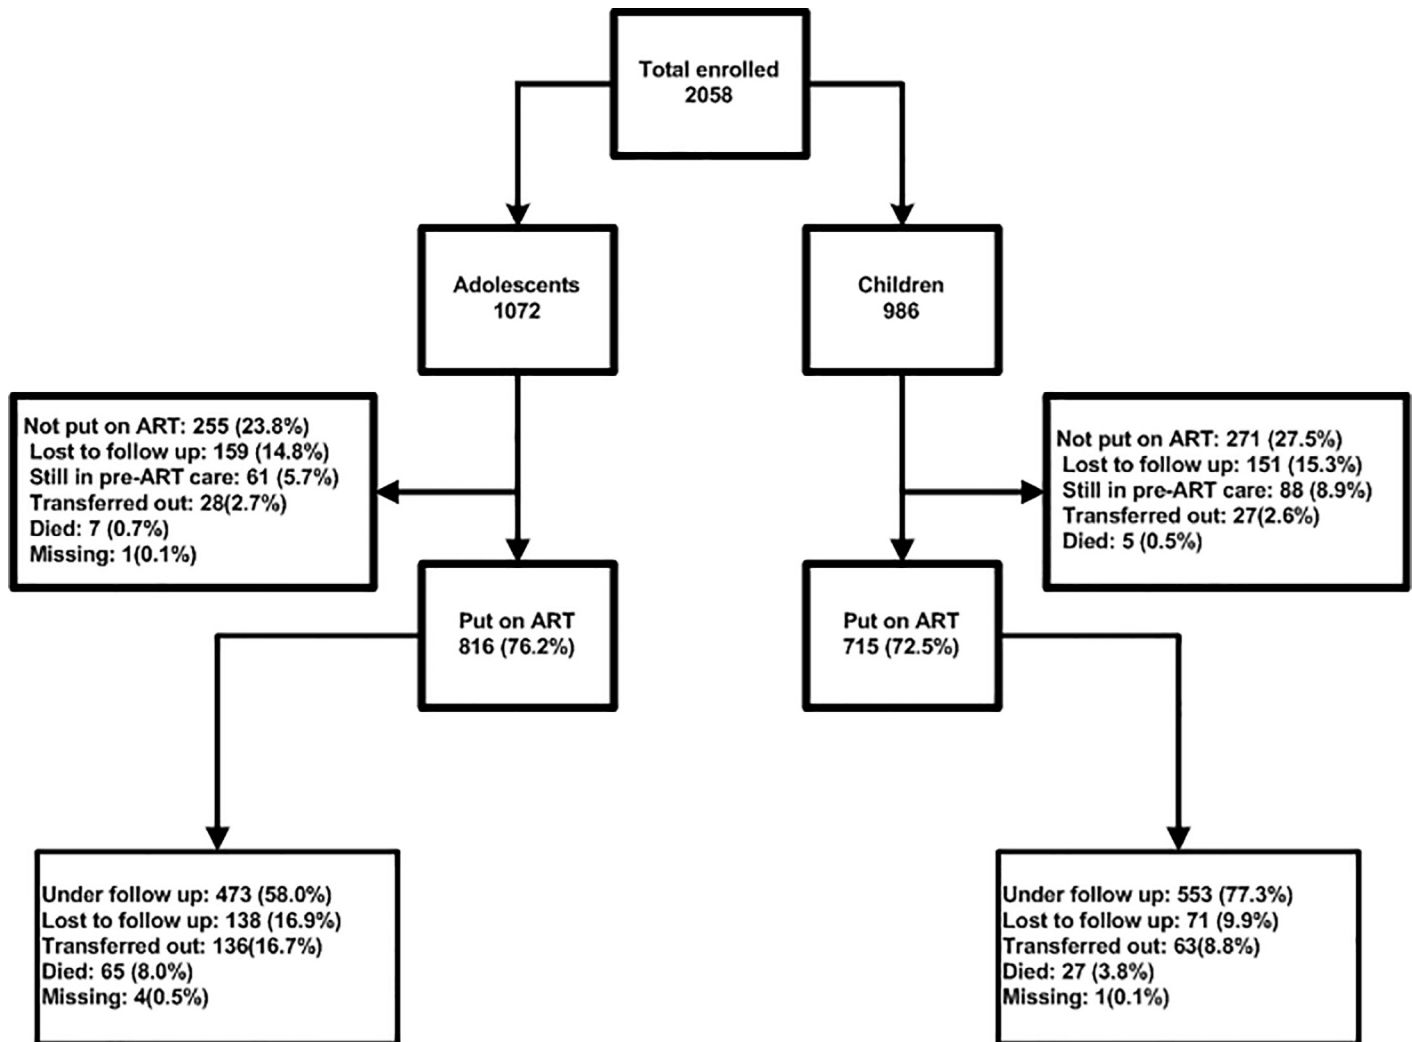 Total enrolled
2058
Adolescents
1072
Children
986
Not put on ART: 255 (23.8%)
Lost to follow up: 159 (14.8%)
Still in pre-ART care: 61 (5.7%)
Transferred out: 28(2.7%)
Died: 7 (0.7%)
Missing: 1(0.1%)
Not put on ART: 271 (27.5%)
Lost to follow up: 151 (15.3%)
Still in pre-ART care: 88 (8.9%)
Transferred out: 27(2.6%)
Died: 5 (0.5%)
Put on ART
816 (76.2%)
Put on ART
715 (72.5%)
Under follow up: 473 (58.0%)
Lost to follow up: 138 (16.9%)
Transferred out: 136(16.7%)
Died: 65 (8.0%)
Missing: 4(0.5%)
Under follow up: 553 (77.3%)
Lost to follow up: 71 (9.9%)
Transferred out: 63(8.8%)
Died: 27 (3.8%)
Missing: 1(0.1%)